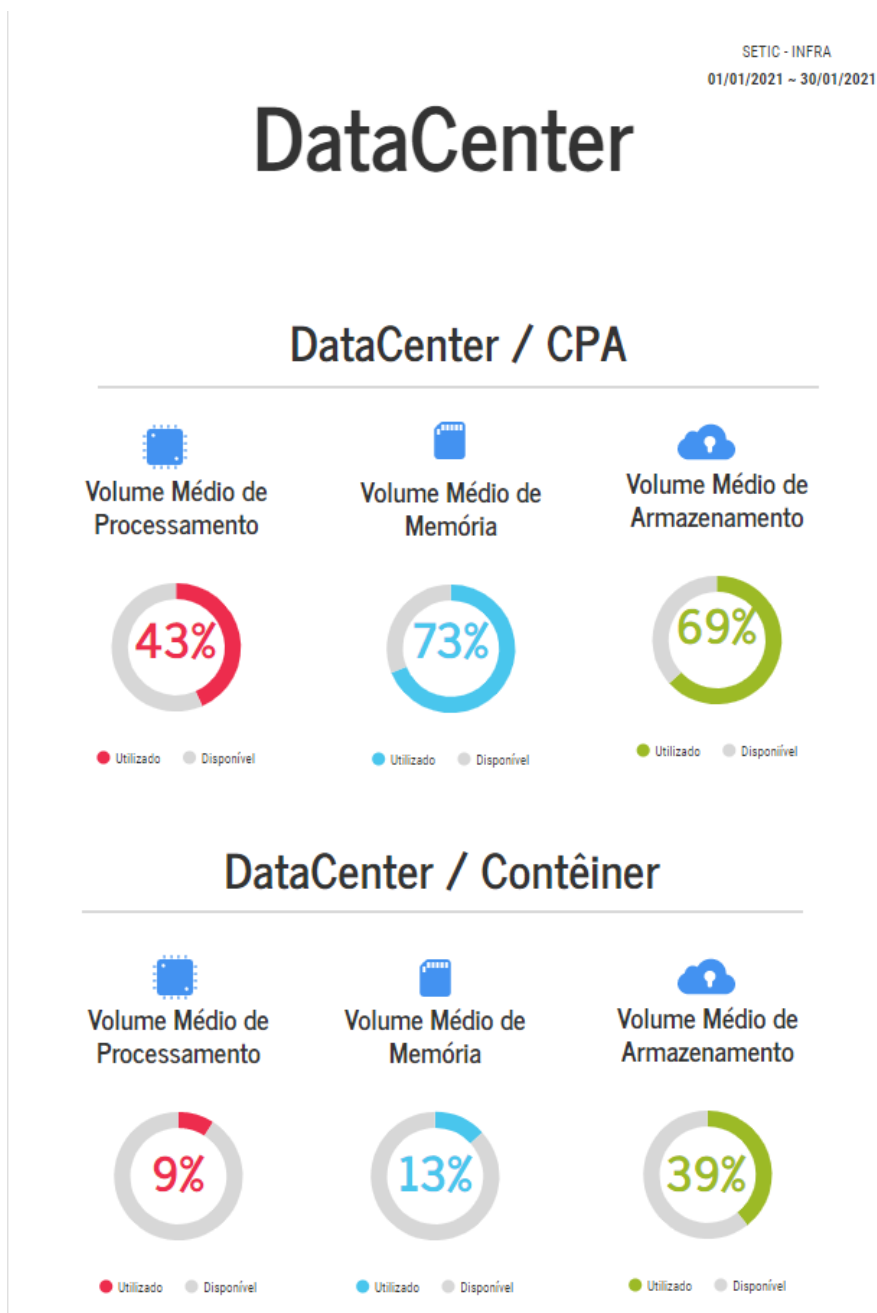 SETIC - INFRA
01/01/2021 ~ 30/01/2021
DataCenter
DataCenter / CPA
Volume Médio de
Processamento
Volume Médio de
Memória
Volume Médio de
Armazenamento
43%
73%
69%
Utilizado Disponível
Utilizado Disponível
Utilizado Disponiível
DataCenter / Contêiner
Volume Médio de
Processamento
Volume Médio de
Memória
Volume Médio de
Armazenamento
9%
13%
39%
Utilizado Disponível
Utilizado Disponível
Utilizado Disponível